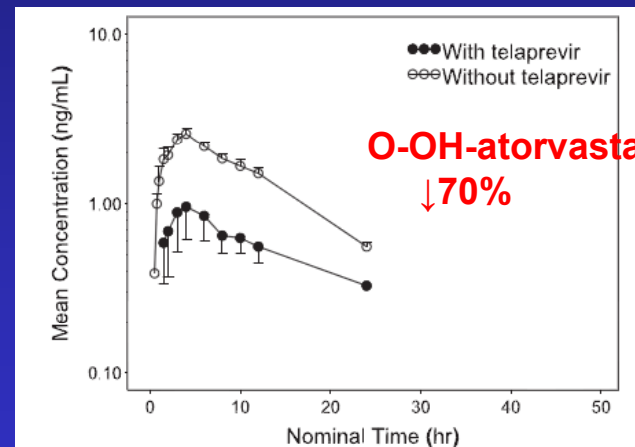 10.0
With telaprevir
Without telaprevir
O-OH-atorvasta
↓70%
1.00
0.10
Mean Concentration (ng/mL)
0 10 20 30 40 50
Nominal Time (hr)